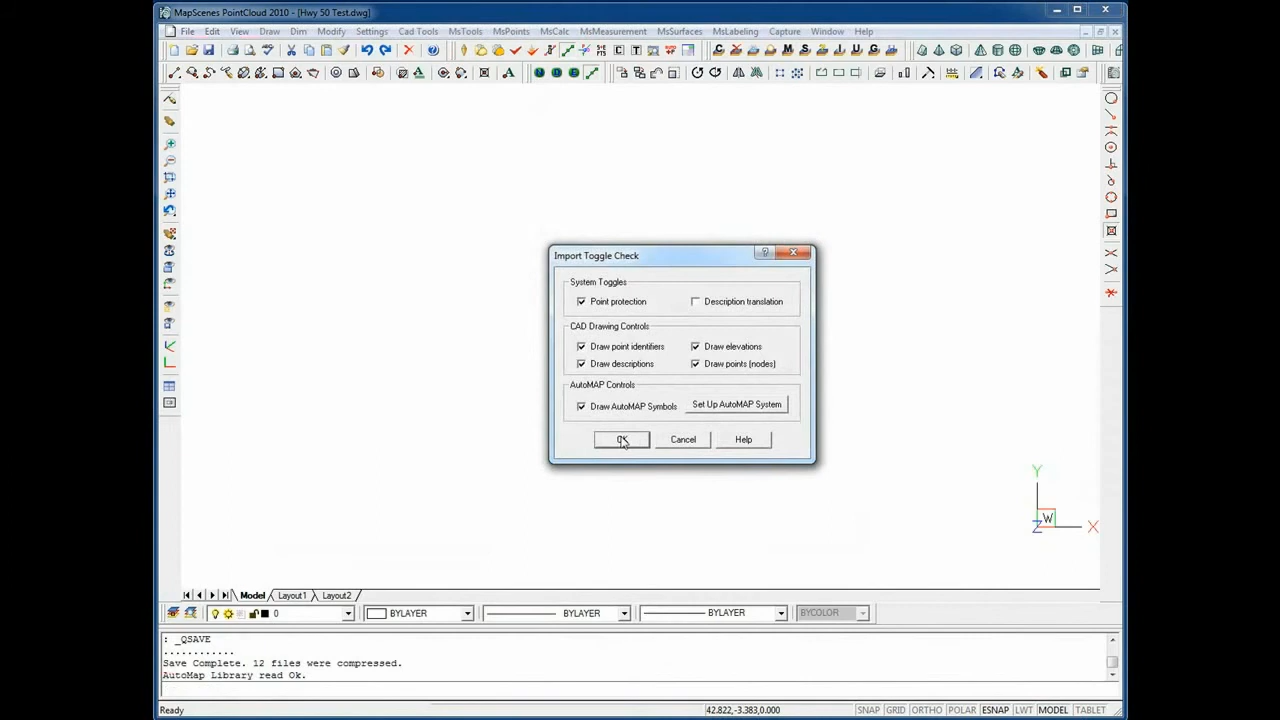 MapScenes PointCloud 2010 - [Hwy 50 Test.dwg]
File Edit View Draw Dim Modify Settings Cad Tools MsTools MsPoints MsCalc MsMeasurement MsSurfaces MsLabeling Capture Window Help
Import Toggle Check
System Toggles
Point protection Description translation
CAD Drawing Controls
Draw point identifiers Draw elevations
Draw descriptions Draw points (nodes)
AutoMAP Controls
Draw AutoMAP Symbols Set Up AutoMAP System
OK Cancel Help
Y
W
Z X
Model Layout1 Layout2
0 BYLAYER BYLAYER BYLAYER BYCOLOR
: _QSAVE
............
Save Complete. 12 files were compressed.
AutoMap Library read Ok.
Ready 42.822,-3.383,0.000 SNAP GRID ORTHO POLAR ESNAP LWT MODEL TABLET